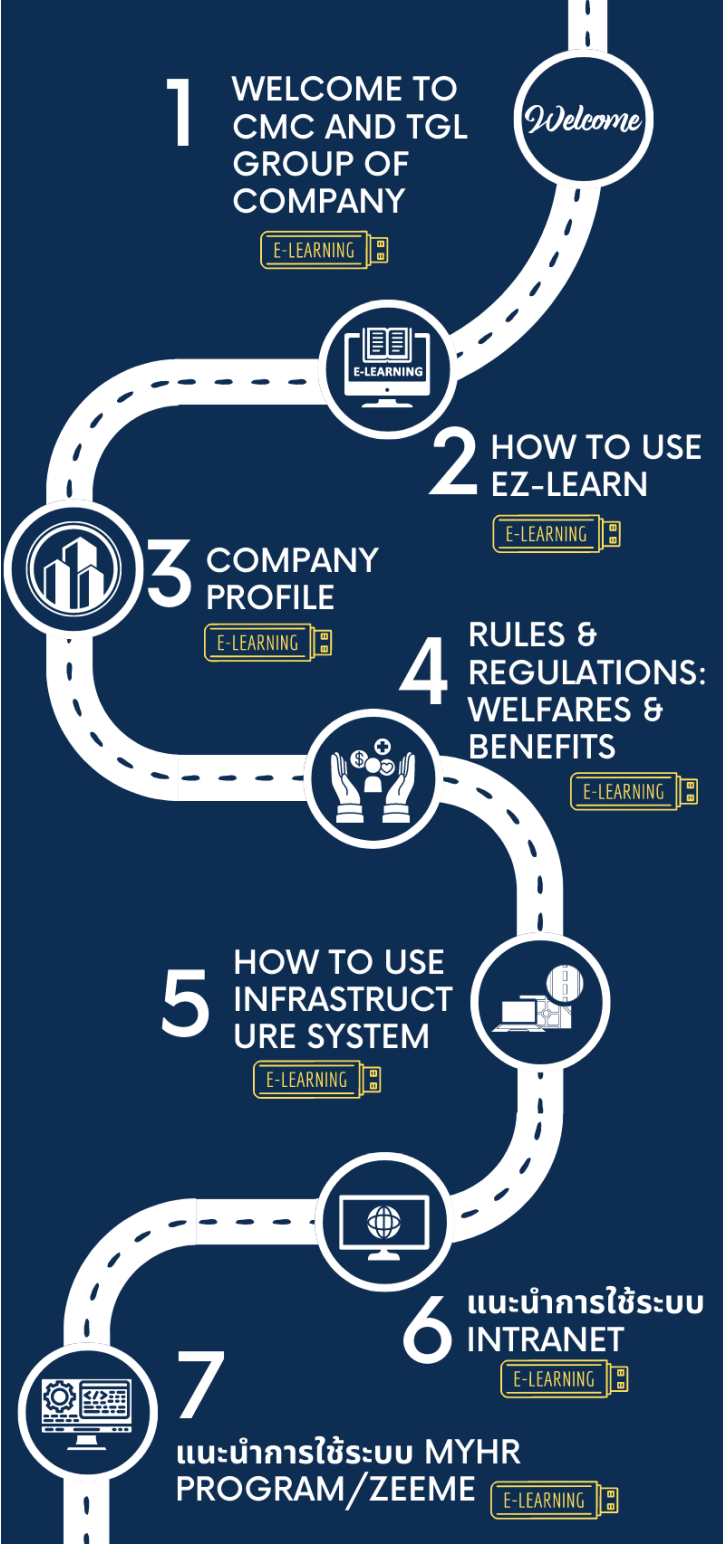 1
WELCOME TO
CMC AND TGL
GROUP OF
COMPANY
E-LEARNING
Welcome
E-LEARNING
2
HOW TO USE
EZ-LEARN
E-LEARNING
3
COMPANY
PROFILE
E-LEARNING
4
RULES &
REGULATIONS:
WELFARES &
BENEFITS
E-LEARNING
5
HOW TO USE
INFRASTRUCT
URE SYSTEM
E-LEARNING
6
แนะนำการใช้ระบบ
INTRANET
E-LEARNING
7
แนะนำการใช้ระบบ MYHR
PROGRAM/ZEEME
E-LEARNING